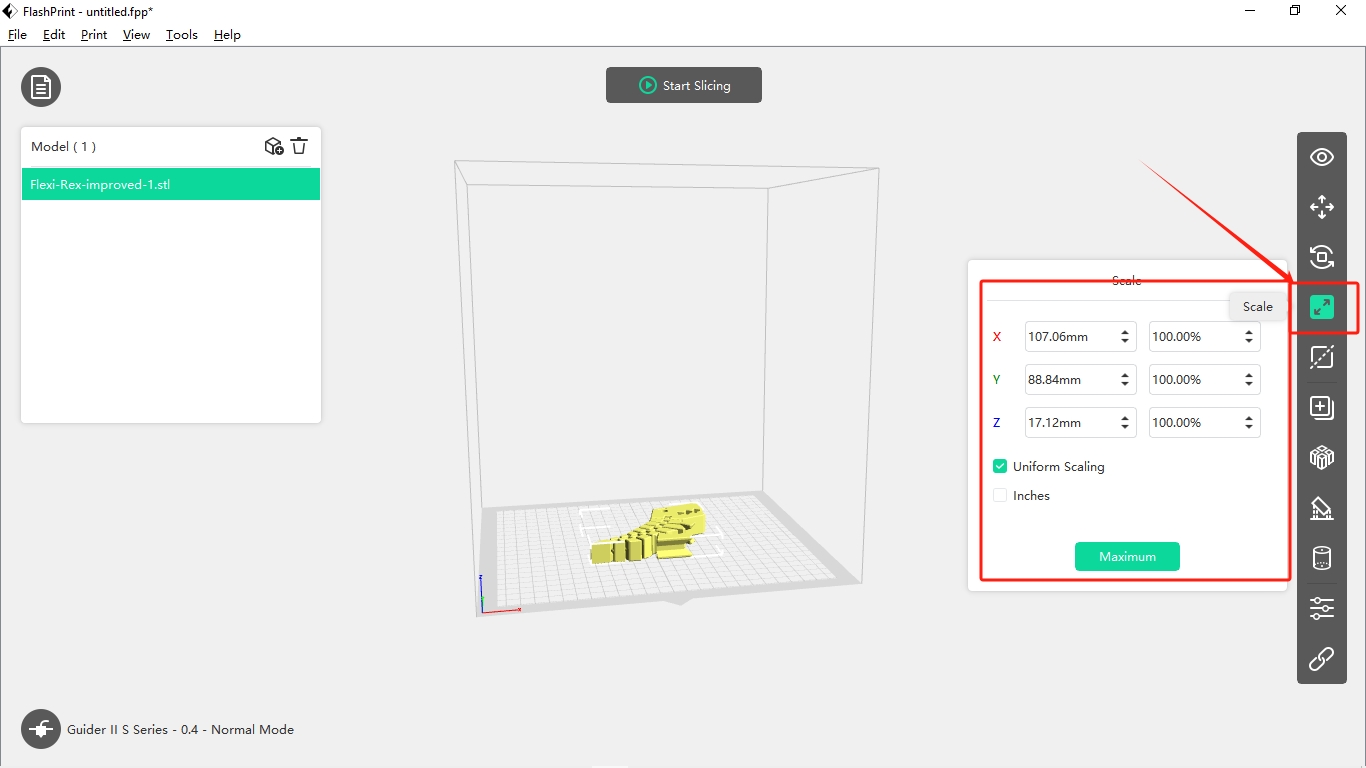 FlashPrint - untitled.fpp*
File Edit Print View Tools Help
Start Slicing
Model ( 1 )
Flexi-Rex-improved-1.stl
Scale
Scale
X 107.06mm 100.00%
Y 88.84mm 100.00%
Z 17.12mm 100.00%
Uniform Scaling
Inches
Maximum
z
x
Guider II S Series - 0.4 - Normal Mode